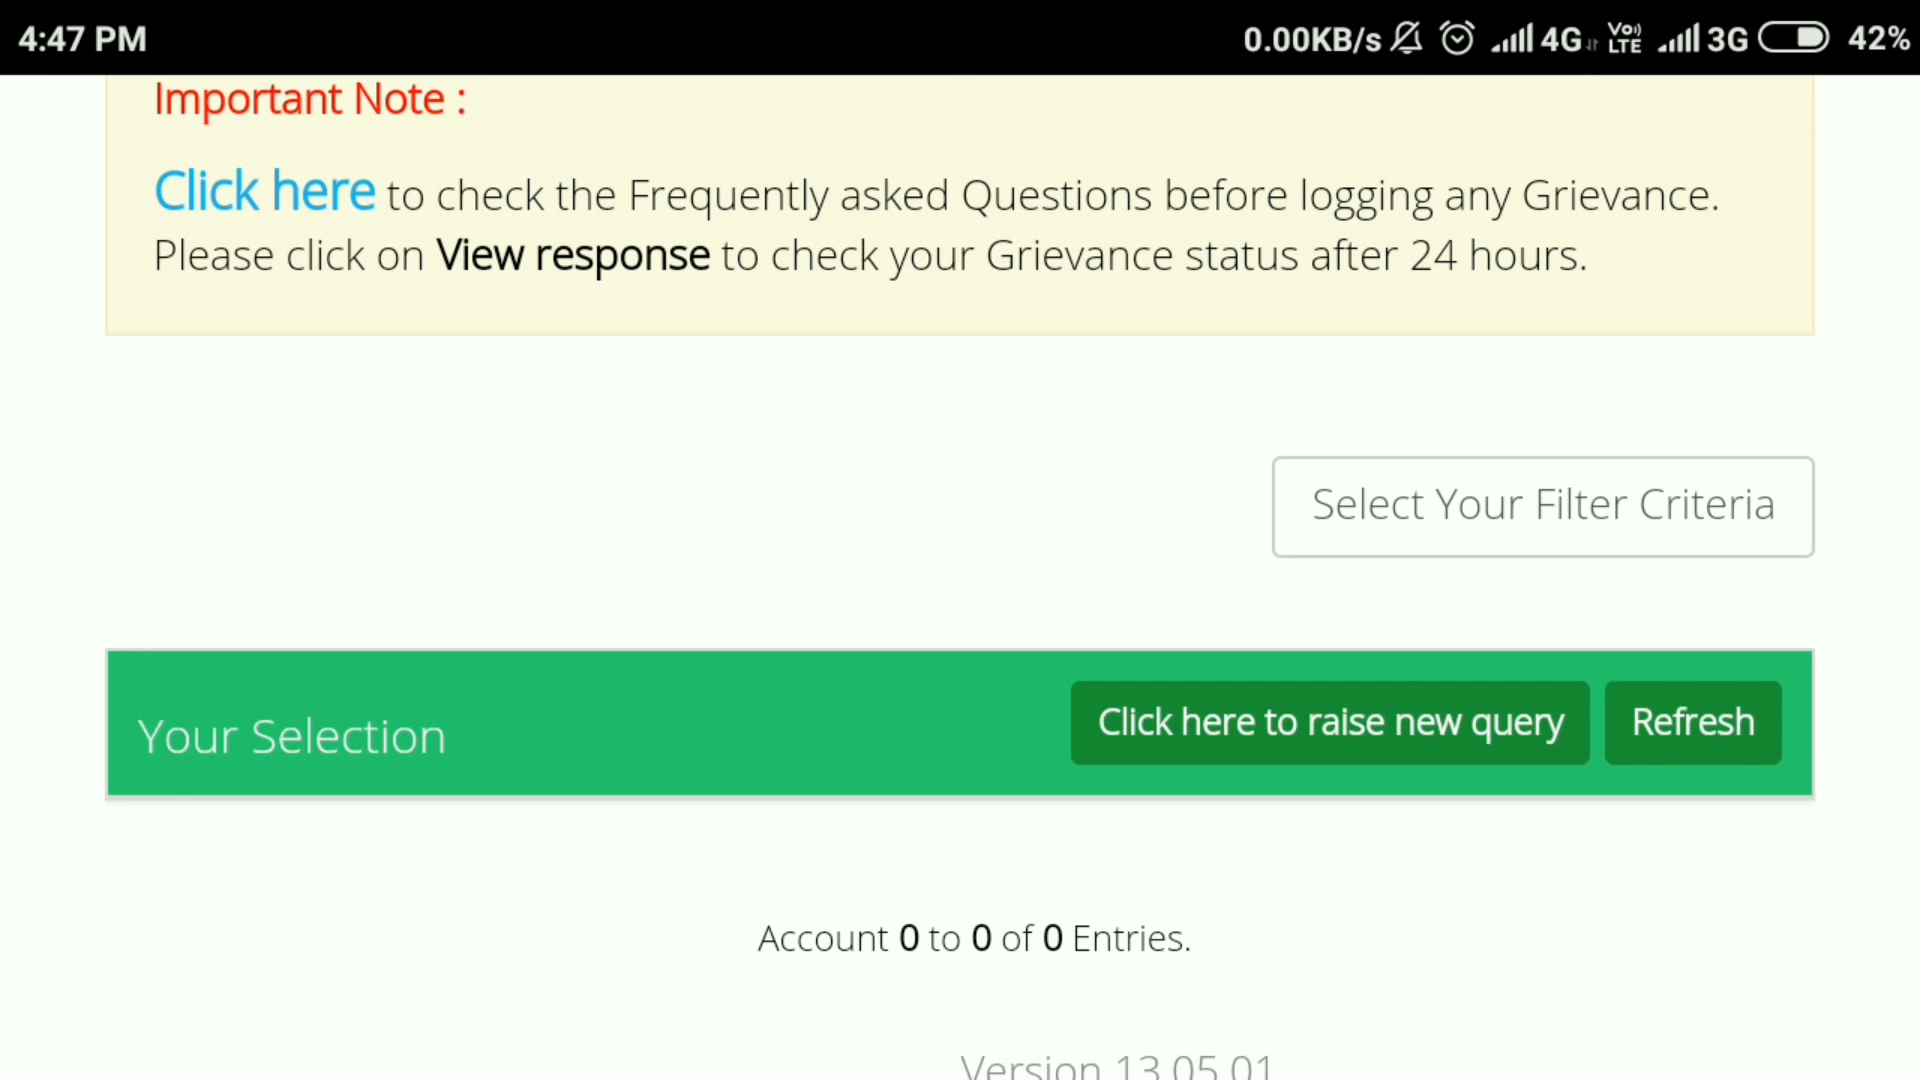 4:47 PM 0.00KB/s 4G VoLTE 3G 42%
Important Note :
Click here to check the Frequently asked Questions before logging any Grievance.
Please click on View response to check your Grievance status after 24 hours.
Select Your Filter Criteria
Your Selection Click here to raise new query Refresh
Account 0 to 0 of 0 Entries.
Version 13.05.01